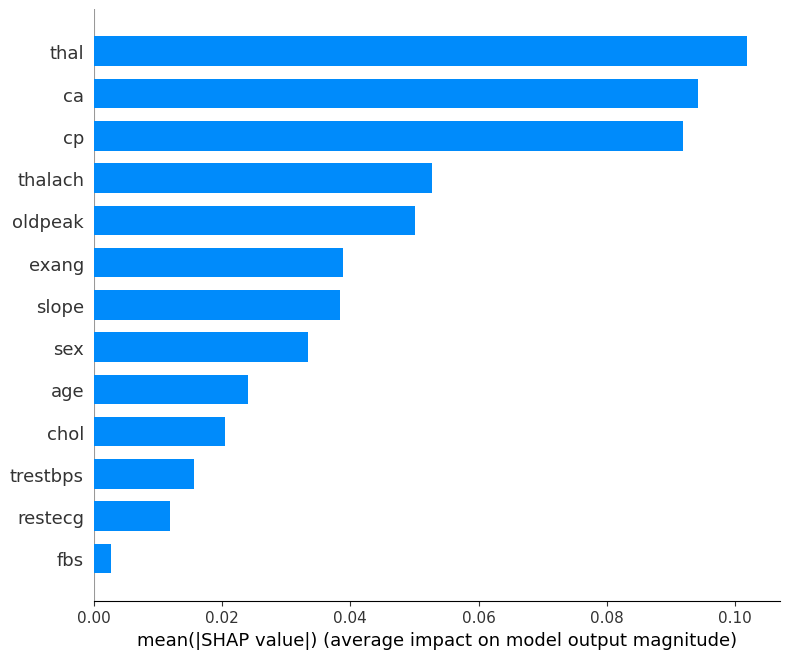 thal
ca
cp
thalach
oldpeak
exang
slope
sex
age
chol
trestbps
restecg
fbs
0.00 0.02 0.04 0.06 0.08 0.10
mean(|SHAP value|) (average impact on model output magnitude)